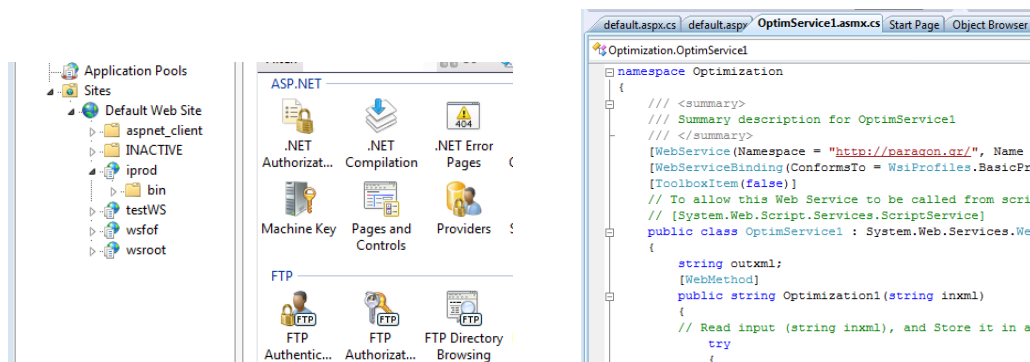 Application Pools
Sites
Default Web Site
aspnet_client
INACTIVE
iprod
bin
testWS
wsfof
wsroot
ASP.NET
.NET Authorizat...
.NET Compilation
.NET Error Pages
404
Machine Key
Pages and Controls
Providers
FTP
FTP Authentic...
FTP Authorizat...
FTP Directory Browsing
FTP
FTP
FTP
default.aspx.cs
default.aspx
OptimService1.asmx.cs
Start Page
Object Browser
Optimization.OptimService1
namespace Optimization
{
/// <summary>
/// Summary description for OptimService1
/// </summary>
[WebService(Namespace = "http://paragon.gr/", Name
[WebServiceBinding(ConformsTo = WsiProfiles.BasicPr
[ToolboxItem(false)]
// To allow this Web Service to be called from scri
// [System.Web.Script.Services.ScriptService]
public class OptimService1 : System.Web.Services.We
{
string outxml;
[WebMethod]
public string Optimization1(string inxml)
{
// Read input (string inxml), and Store it in a
try
{